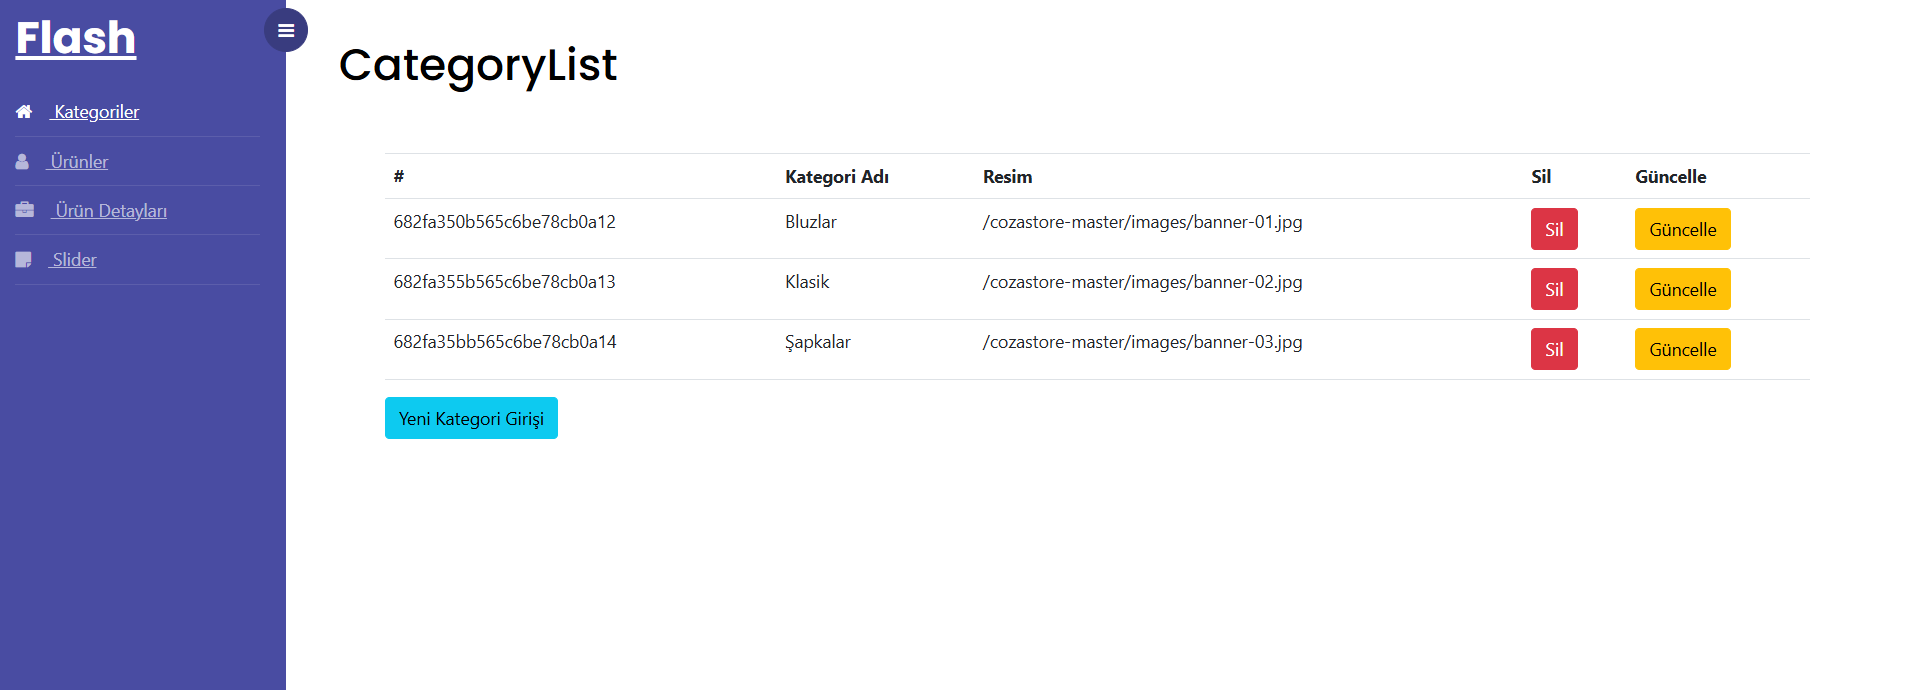 Flash
Kategoriler
Ürünler
Ürün Detayları
Slider
CategoryList
# Kategori Adı Resim Sil Güncelle
682fa350b565c6be78cb0a12 Bluzlar /cozastore-master/images/banner-01.jpg Sil Güncelle
682fa355b565c6be78cb0a13 Klasik /cozastore-master/images/banner-02.jpg Sil Güncelle
682fa35bb565c6be78cb0a14 Şapkalar /cozastore-master/images/banner-03.jpg Sil Güncelle
Yeni Kategori Girişi